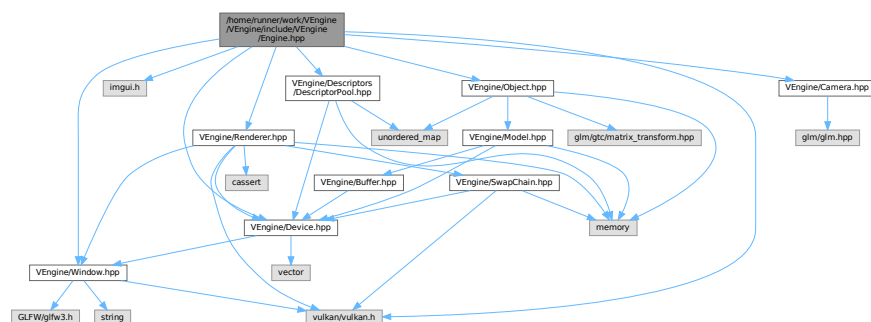 /home/runner/work/VEngine
/VEngine/include/VEngine
/Engine.hpp
imgui.h
VEngine/Descriptors
/DescriptorPool.hpp
VEngine/Object.hpp
VEngine/Camera.hpp
VEngine/Renderer.hpp
unordered_map
VEngine/Model.hpp
glm/gtc/matrix_transform.hpp
glm/glm.hpp
cassert
VEngine/Buffer.hpp
VEngine/SwapChain.hpp
VEngine/Device.hpp
memory
VEngine/Window.hpp
vector
GLFW/glfw3.h
string
vulkan/vulkan.h